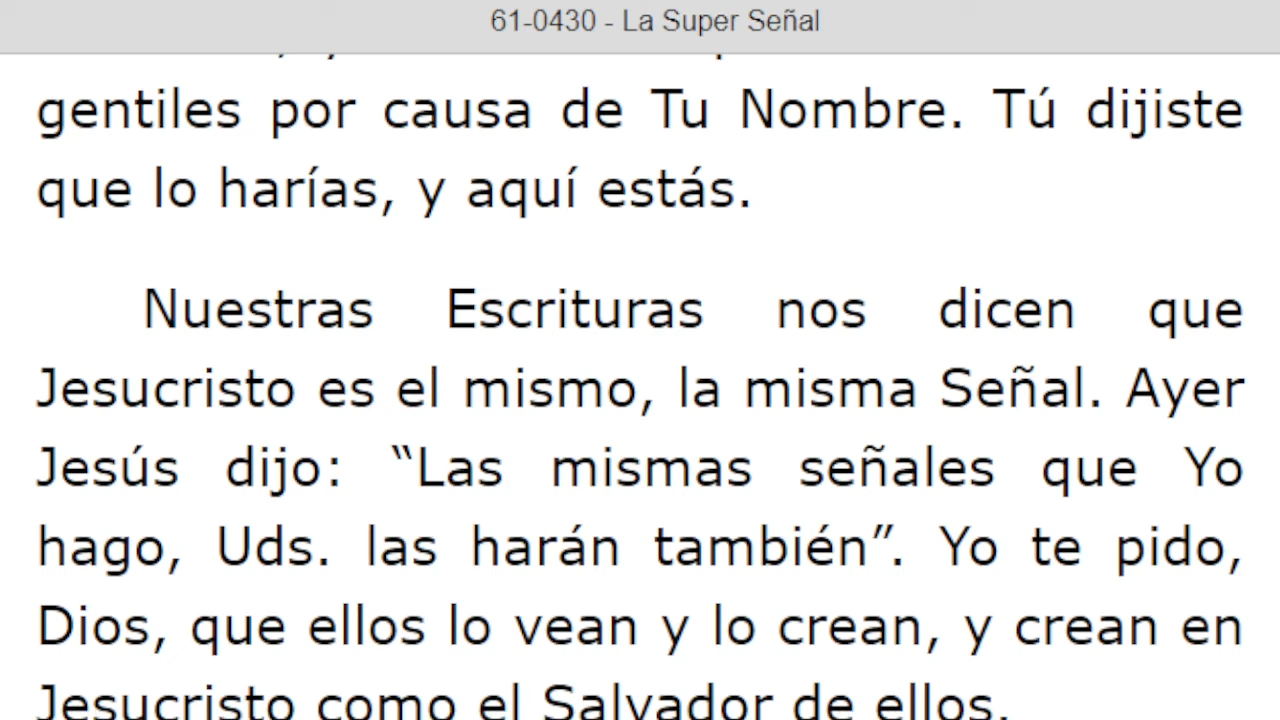 61-0430 - La Super Señal
gentiles por causa de Tu Nombre. Tú dijiste
que lo harías, y aquí estás.
Nuestras Escrituras nos dicen que
Jesucristo es el mismo, la misma Señal. Ayer
Jesús dijo: “Las mismas señales que Yo
hago, Uds. las harán también”. Yo te pido,
Dios, que ellos lo vean y lo crean, y crean en
Jesucristo como el Salvador de ellos.